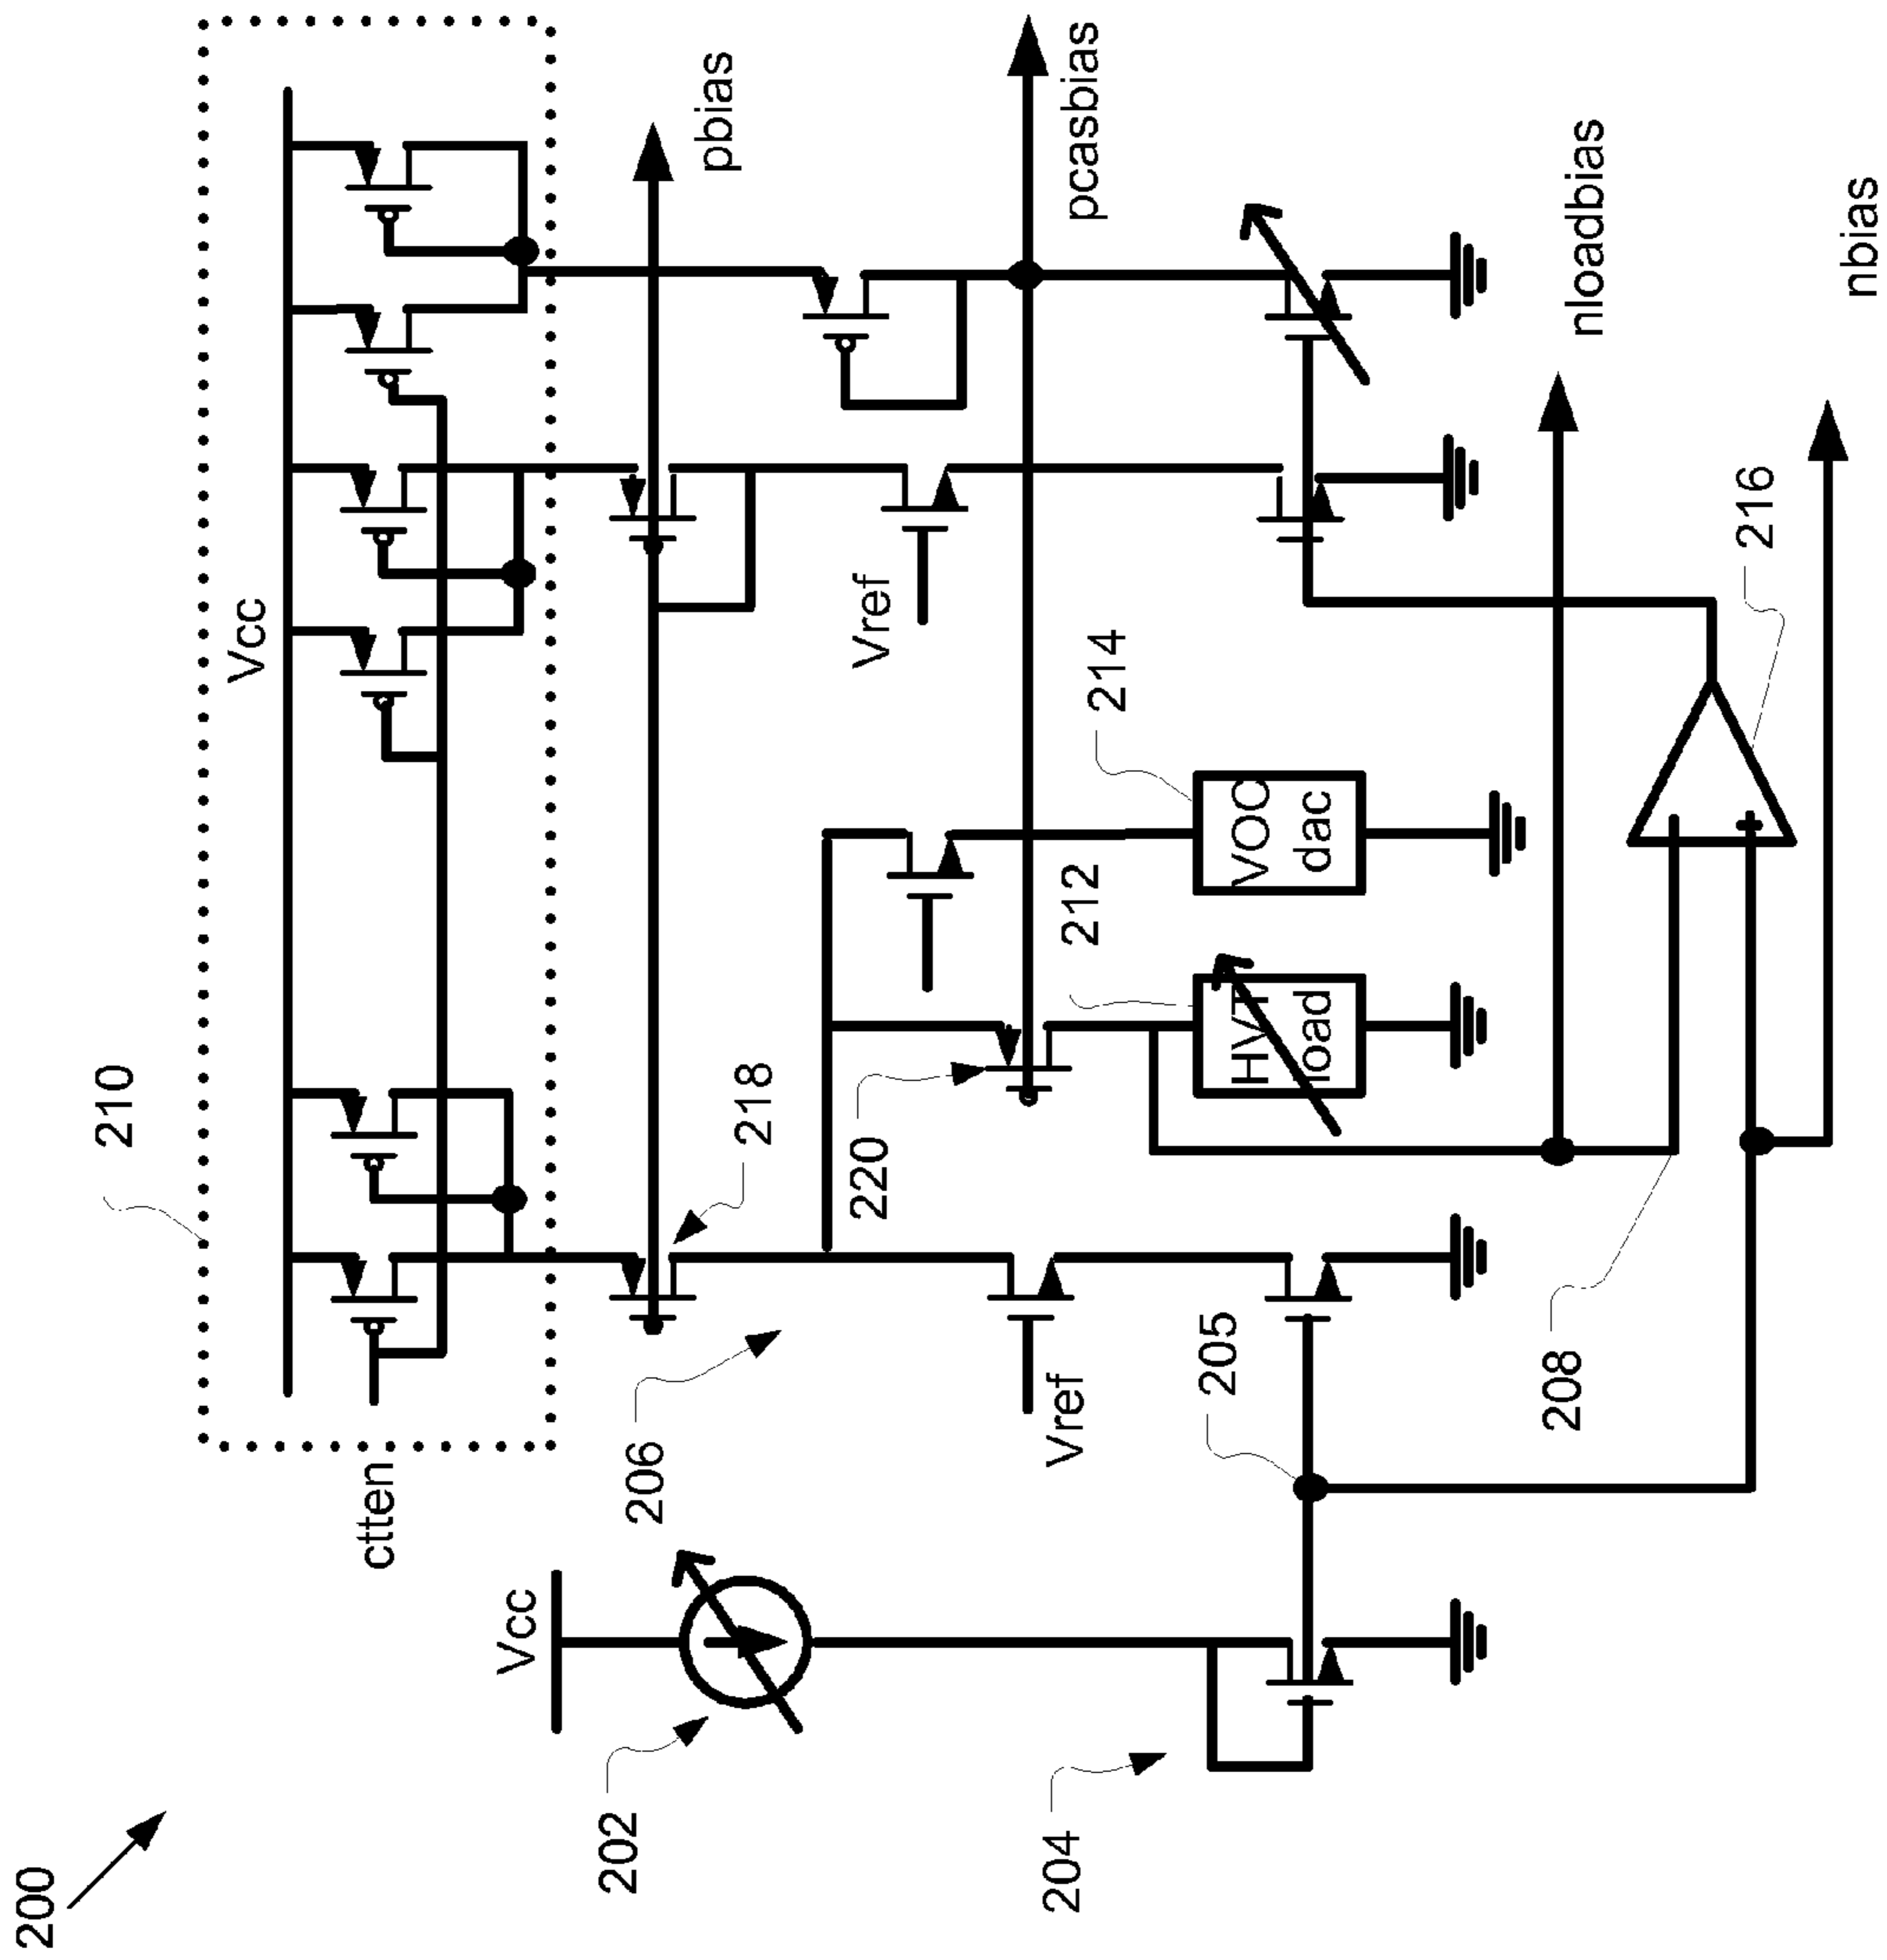 200
210
Vcc
ctten
Vcc
202
206
218
pbias
220
Vref
204
Vref
212
214
pcasbias
205
HVT
load
VOC
dac
208
nloadbias
216
nbias